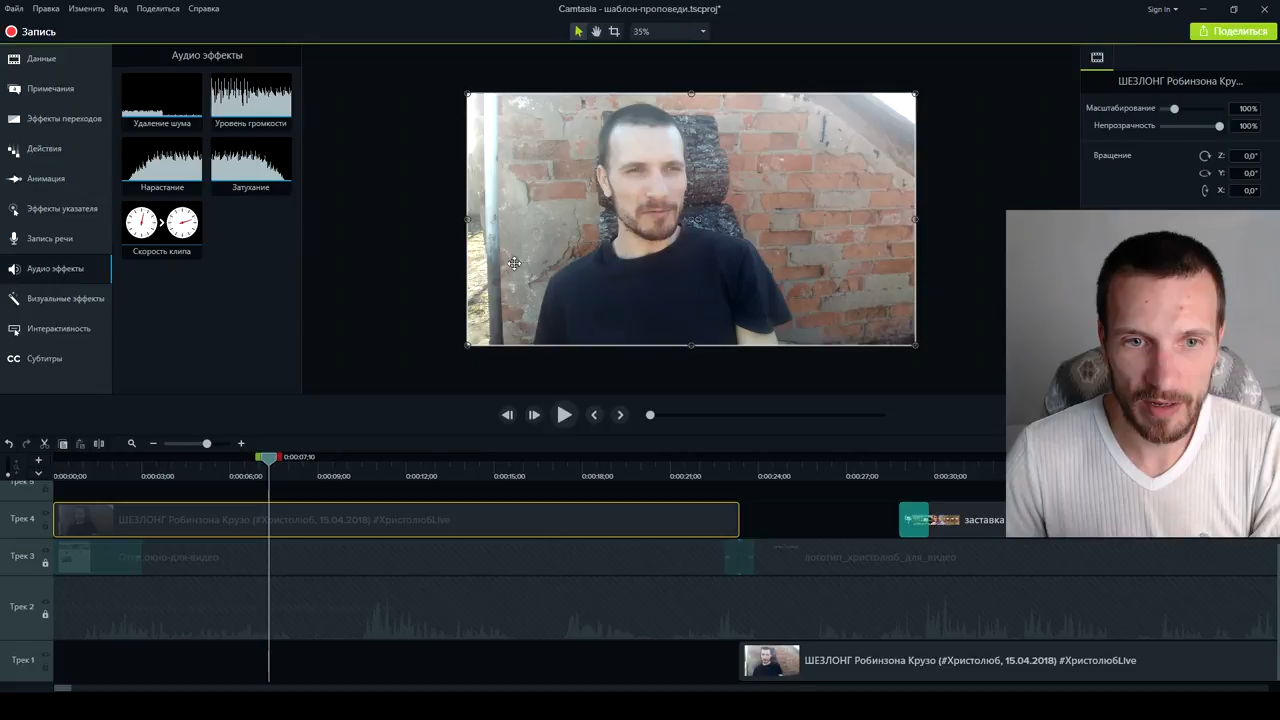 Файл Правка Изменить Вид Поделиться Справка
Camtasia - шаблон-проповеди.tscproj*
Sign In
Запись
35%
Поделиться
Данные
Примечания
Эффекты переходов
Действия
Анимация
Эффекты указателя
Запись речи
Аудио эффекты
Визуальные эффекты
Интерактивность
CC Субтитры
Аудио эффекты
Удаление шума
Уровень громкости
Нарастание
Затухание
Скорость клипа
ШЕЗЛОНГ Робинзона Кру...
Масштабирование 100%
Непрозрачность 100%
Вращение Z: 0,0°
Y: 0,0°
X: 0,0°
0:00:07;10
0:00:00;00 0:00:03;00 0:00:06;00 0:00:09;00 0:00:12;00 0:00:15;00 0:00:18;00 0:00:21;00 0:00:24;00 0:00:27;00 0:00:30;00
Трек 5
Трек 4 ШЕЗЛОНГ Робинзона Крузо (#Христолюб, 15.04.2018) #ХристолюбLive
заставка
Трек 3
логотип_христолюб_для_видео
Трек 2
Трек 1 ШЕЗЛОНГ Робинзона Крузо (#Христолюб, 15.04.2018) #ХристолюбLive